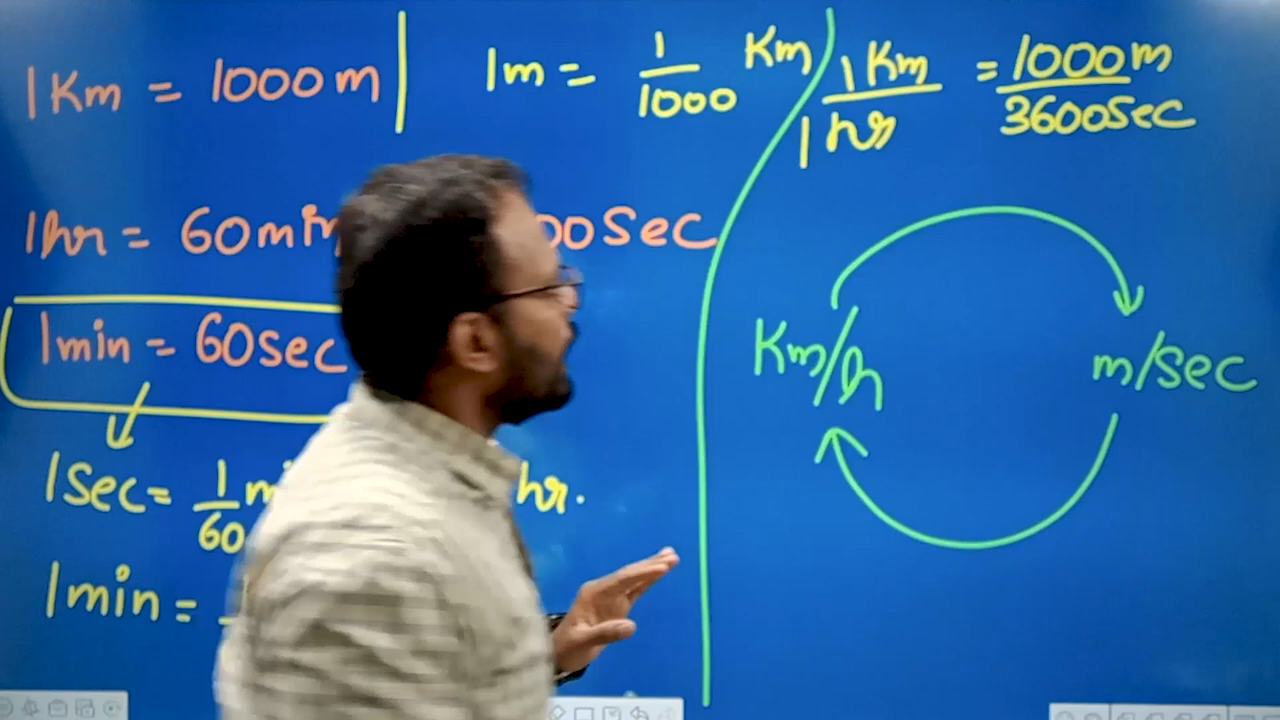 1Km = 1000m
1m = 1/1000 Km
1hr = 60min 00Sec
1min = 60sec
1Sec = 1/60 m hr.
1min =
1Km/1hr = 1000m/3600Sec
Km/h m/sec